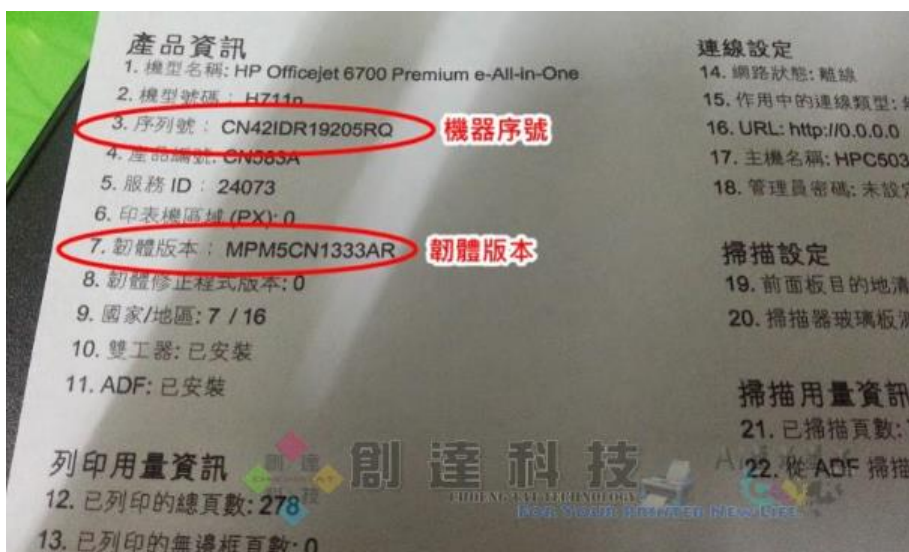 產品資訊
1. 機型名稱: HP Officejet 6700 Premium e-All-in-One
2. 機型號碼: H711n
3. 序列號: CN42IDR19205RQ
機器序號
4. 產品編號: CN583A
5. 服務 ID: 24073
6. 印表機區域 (PX): 0
7. 韌體版本: MPM5CN1333AR
韌體版本
8. 韌體修正程式版本: 0
9. 國家/地區: 7 / 16
10. 雙工器: 已安裝
11. ADF: 已安裝
列印用量資訊
12. 已列印的總頁數: 278
13. 已列印的無邊框頁數: 0
連線設定
14. 網路狀態: 離線
15. 作用中的連線類型:
16. URL: http://0.0.0.0
17. 主機名稱: HPC503
18. 管理員密碼: 未設定
掃描設定
19. 前面板目的地清
20. 掃描器玻璃板
掃描用量資訊
21. 已掃描頁數:
22. 從 ADF 掃描
創達科技
For Your Printer New Life